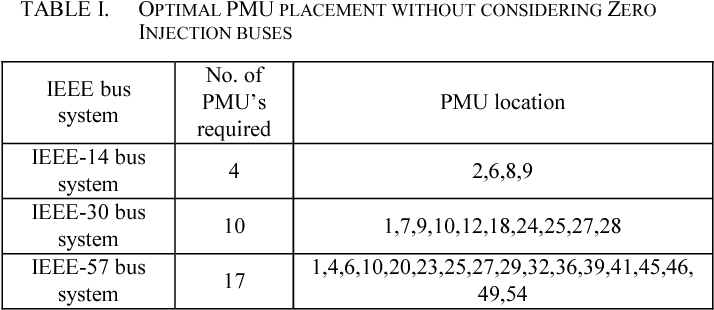 TABLE I. OPTIMAL PMU PLACEMENT WITHOUT CONSIDERING ZERO
INJECTION BUSES
IEEE bus
system
No. of
PMU's
required
PMU location
IEEE-14 bus
system
4
2,6,8,9
IEEE-30 bus
system
10
1,7,9,10,12,18,24,25,27,28
IEEE-57 bus
system
17
1,4,6,10,20,23,25,27,29,32,36,39,41,45,46,
49,54